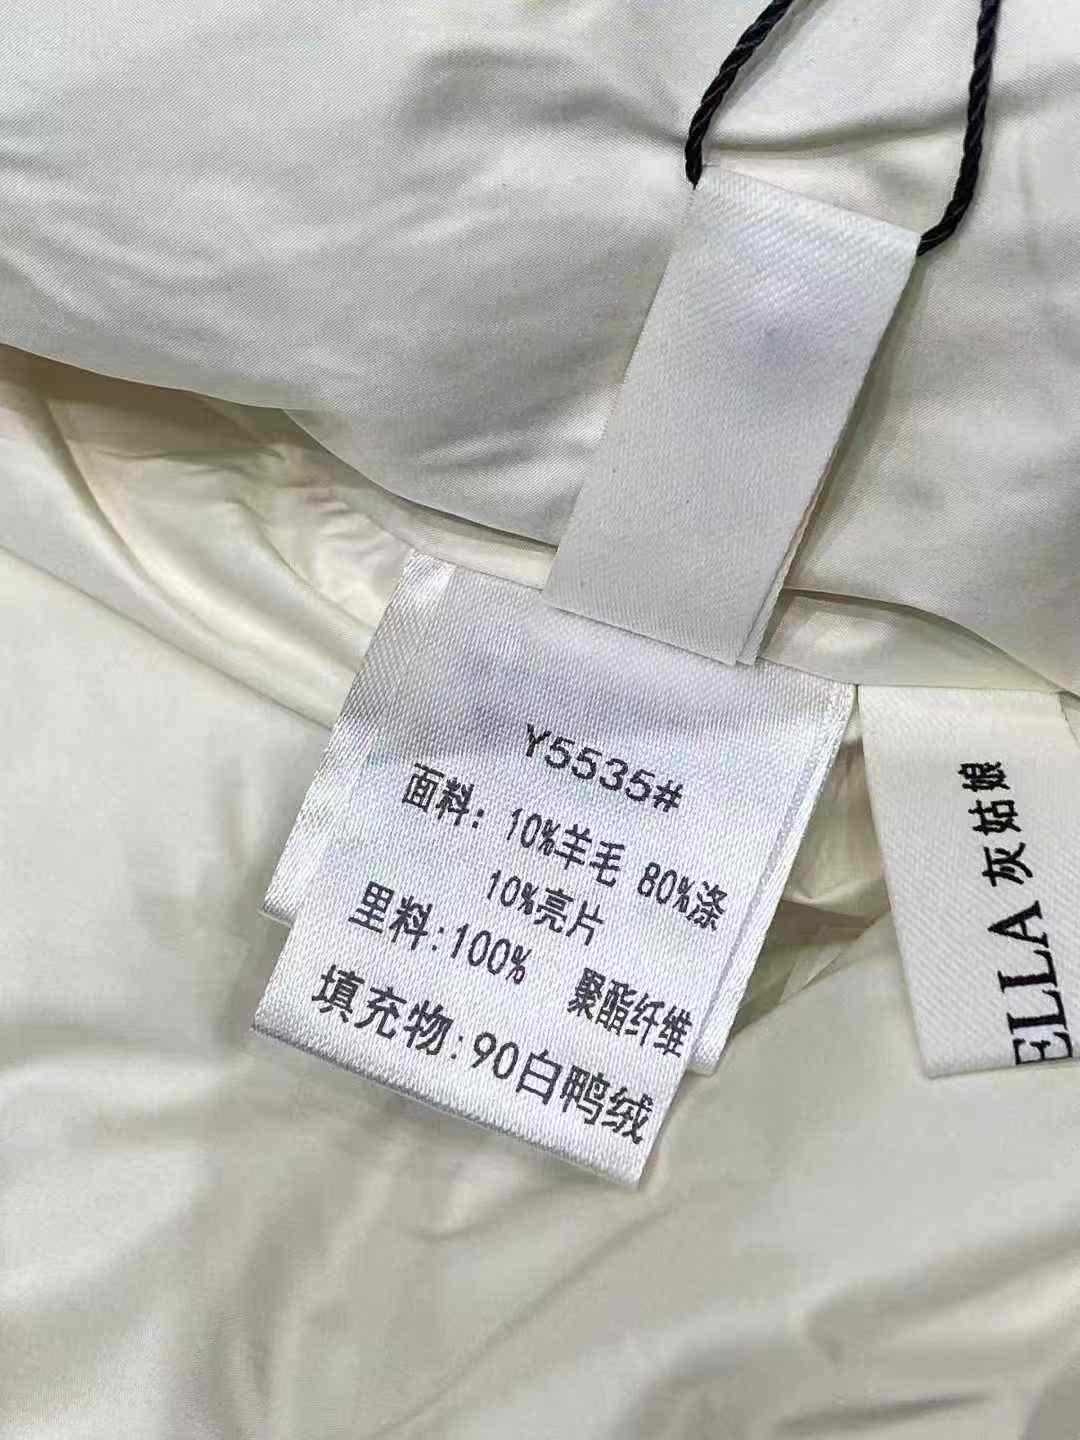 Y5535#
面料: 10%羊毛 80%涤
10%亮片
里料:100% 聚酯纤维
填充物:90白鸭绒
ELLA 灰姑娘